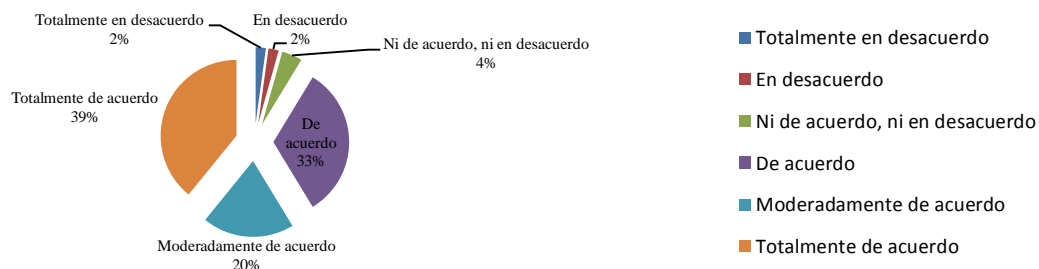 Totalmente en desacuerdo
2%
En desacuerdo
2%
Ni de acuerdo, ni en desacuerdo
4%
De
acuerdo
33%
Moderadamente de acuerdo
20%
Totalmente de acuerdo
39%
Totalmente en desacuerdo
En desacuerdo
Ni de acuerdo, ni en desacuerdo
De acuerdo
Moderadamente de acuerdo
Totalmente de acuerdo